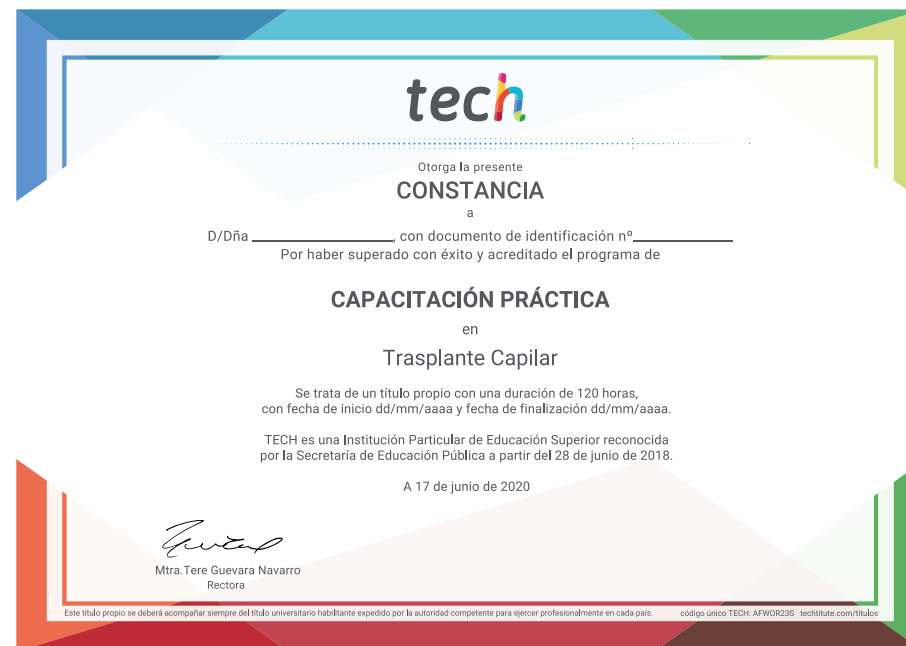 tech
Otorga la presente
CONSTANCIA
a
D/Dña ____________________, con documento de identificación nº______________
Por haber superado con éxito y acreditado el programa de
CAPACITACIÓN PRÁCTICA
en
Trasplante Capilar
Se trata de un título propio con una duración de 120 horas,
con fecha de inicio dd/mm/aaaa y fecha de finalización dd/mm/aaaa.
TECH es una Institución Particular de Educación Superior reconocida
por la Secretaría de Educación Pública a partir del 28 de junio de 2018.
A 17 de junio de 2020
Mtra.Tere Guevara Navarro
Rectora
Este título propio se deberá acompañar siempre del título universitario habilitante expedido por la autoridad competente para ejercer profesionalmente en cada país. código único TECH: AFWOR23S techtitute.com/títulos